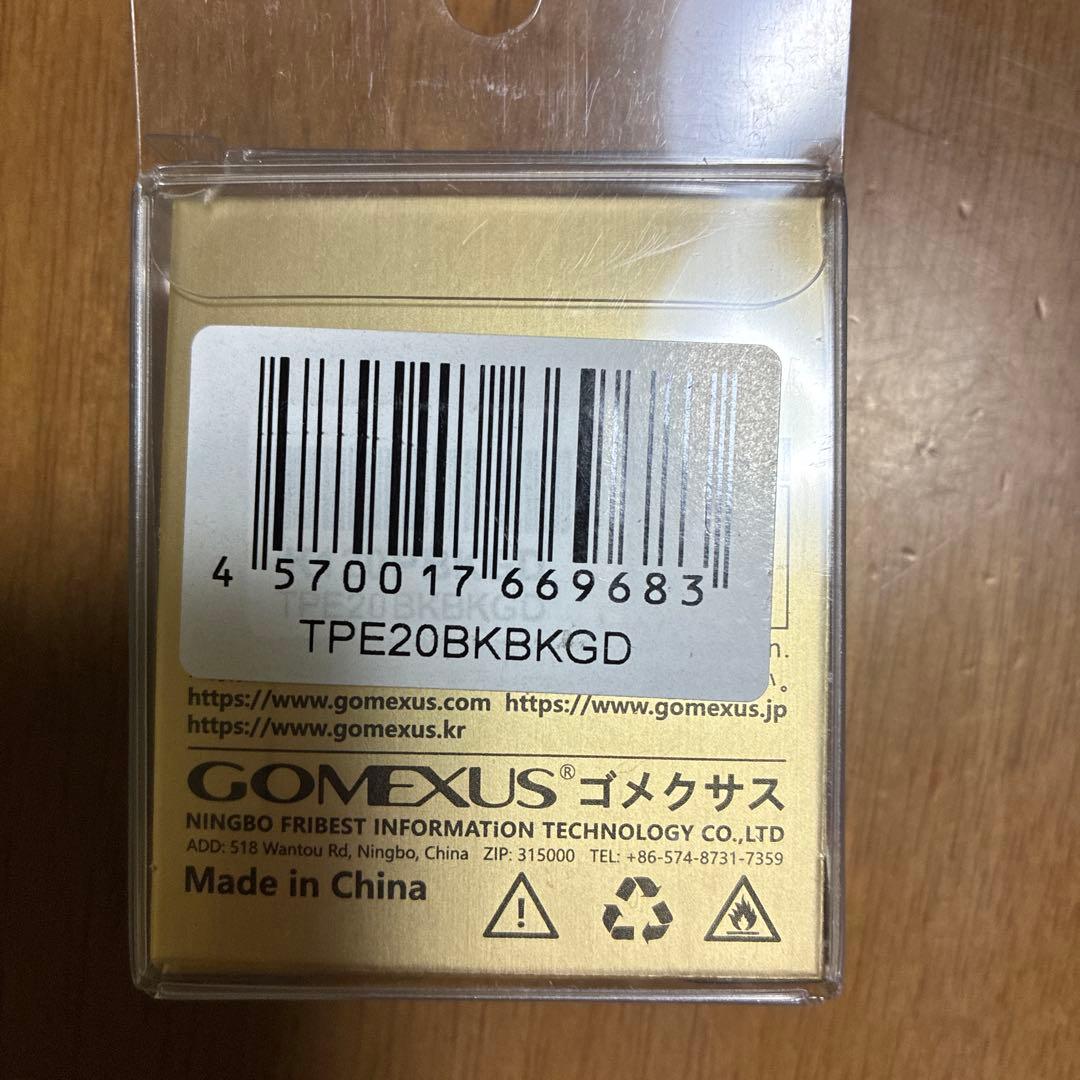 4 570017 669683
TPE20BKBKGD
n.
https://www.gomexus.com https://www.gomexus.jp
https://www.gomexus.kr
GOMEXUS® ゴメクサス
NINGBO FRIBEST INFORMATiON TECHNOLOGY CO.,LTD
ADD: 518 Wantou Rd, Ningbo, China ZIP: 315000 TEL: +86-574-8731-7359
Made in China